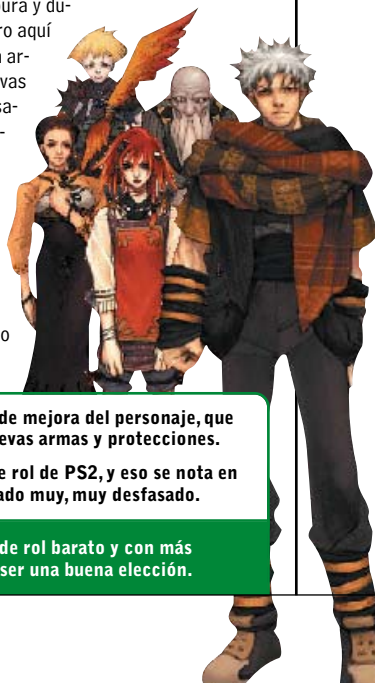 ura y du-
ro aquí
ar-
vas
sa-
-
o
de mejora del personaje, que
evas armas y protecciones.
e rol de PS2, y eso se nota en
ado muy, muy desfasado.
de rol barato y con más
ser una buena elección.